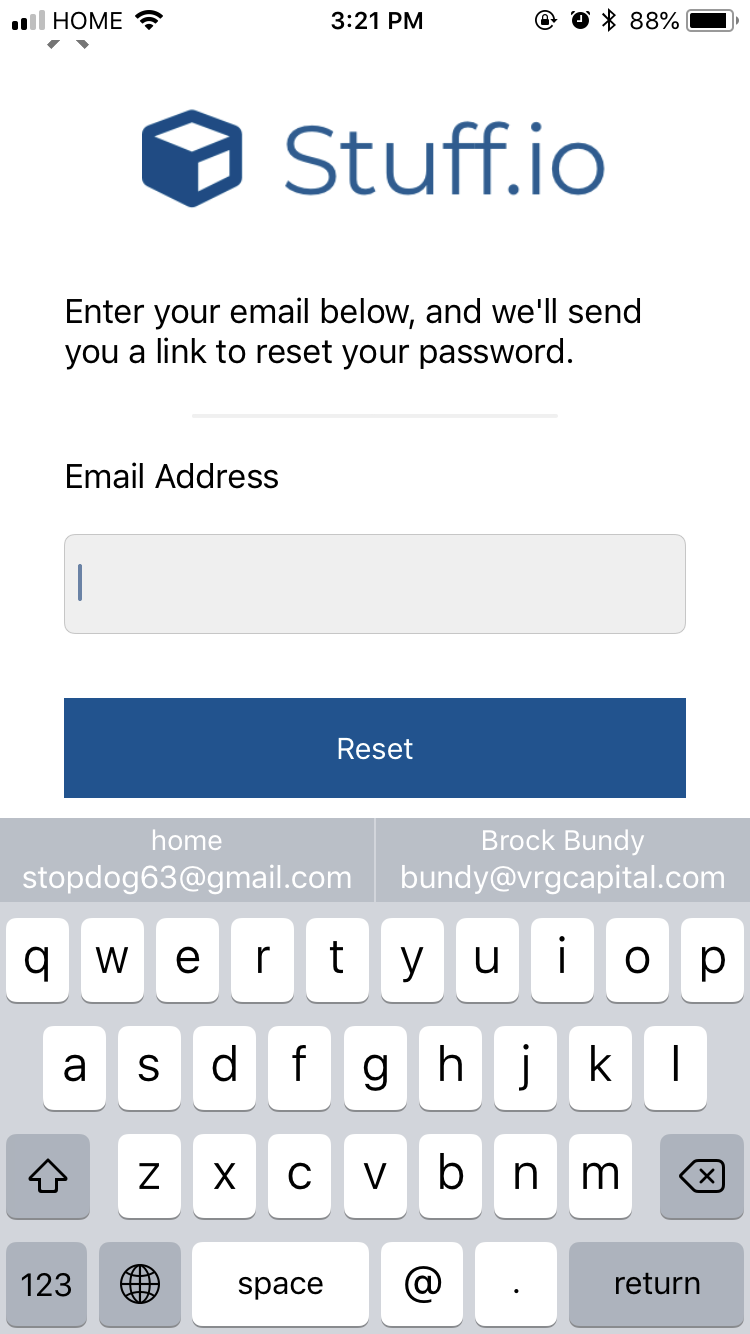 HOME 3:21 PM 88%
Stuff.io
Enter your email below, and we'll send
you a link to reset your password.
Email Address
Reset
home Brock Bundy
stopdog63@gmail.com bundy@vrgcapital.com
q w e r t y u i o p
a s d f g h j k l
z x c v b n m
123 space @ . return